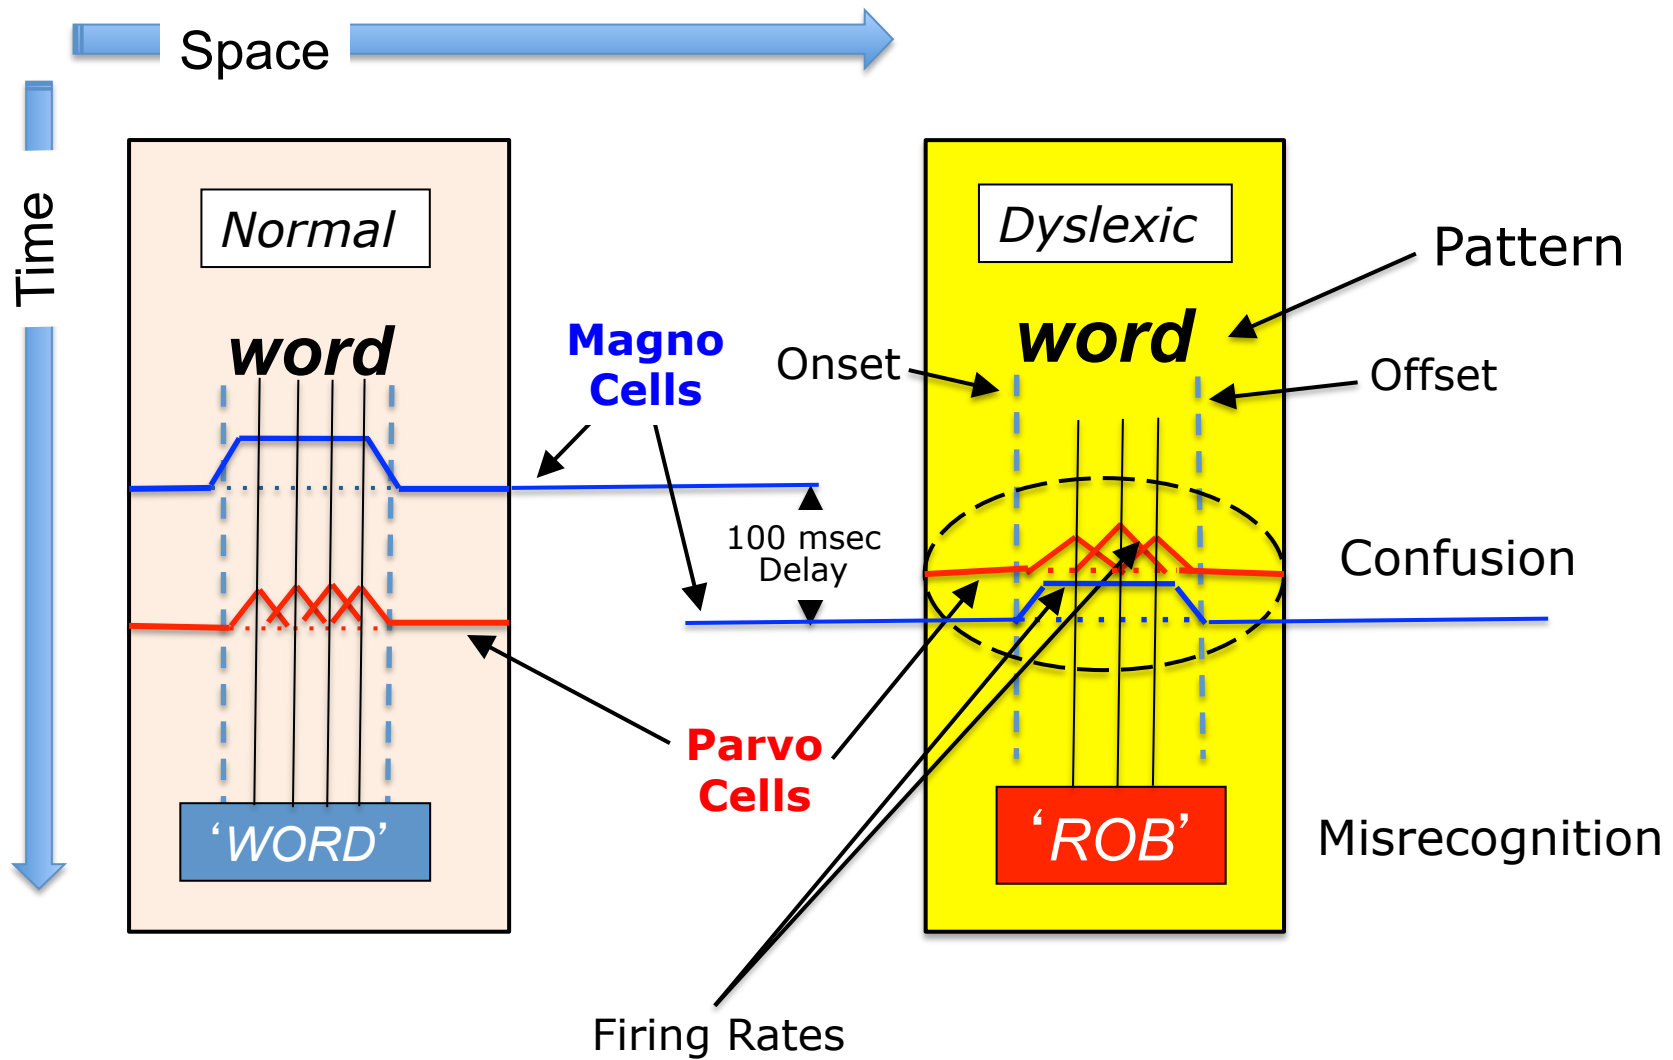 Space
Time
Normal
Dyslexic
Pattern
word
word
Magno
Cells
Onset
Offset
100 msec
Delay
Confusion
Parvo
Cells
‘WORD’
‘ROB’
Misrecognition
Firing Rates